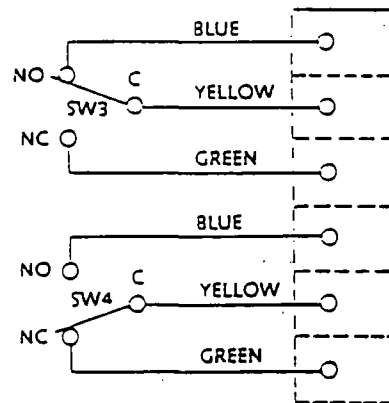 BLUE
NO C YELLOW
SW3
NC GREEN
BLUE
NO C
SW4 YELLOW
NC
GREEN